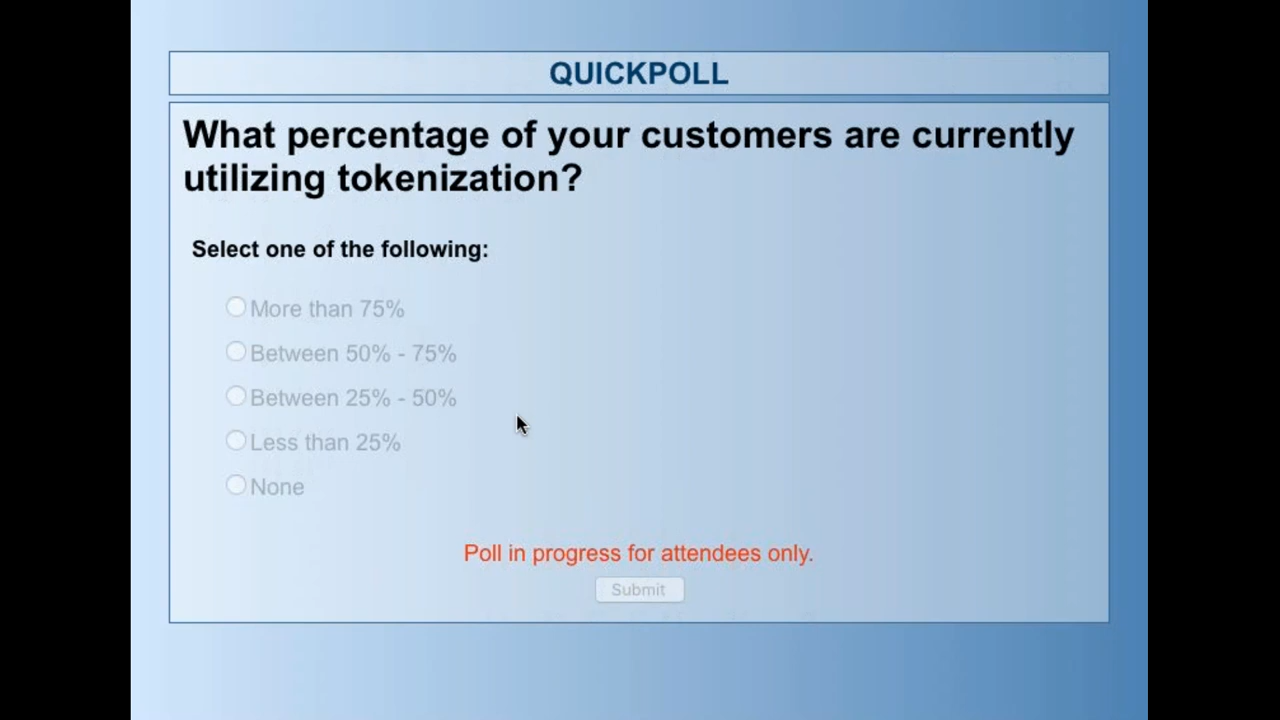 QUICKPOLL
What percentage of your customers are currently
utilizing tokenization?
Select one of the following:
More than 75%
Between 50% - 75%
Between 25% - 50%
Less than 25%
None
Poll in progress for attendees only.
Submit